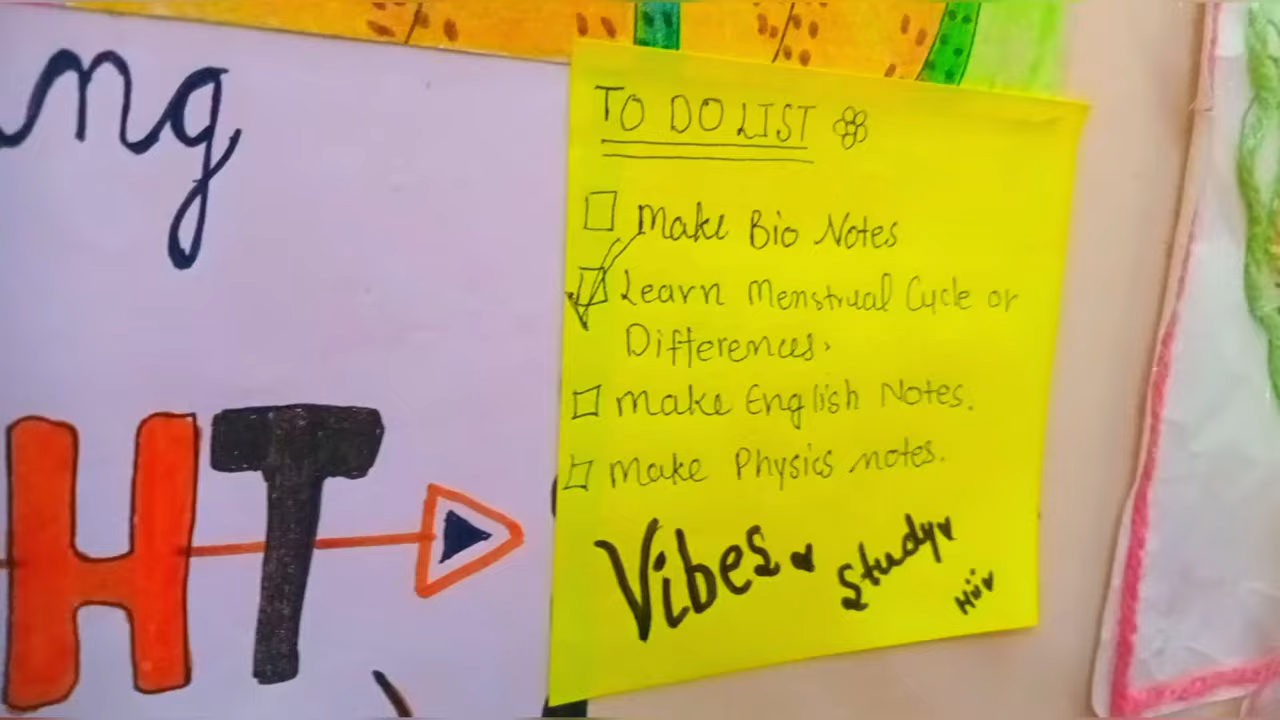 ng
HT
TO DO LIST
Make Bio Notes
Learn Menstrual Cycle or
Differences.
Make English Notes.
Make Physics notes.
Vibes
Study